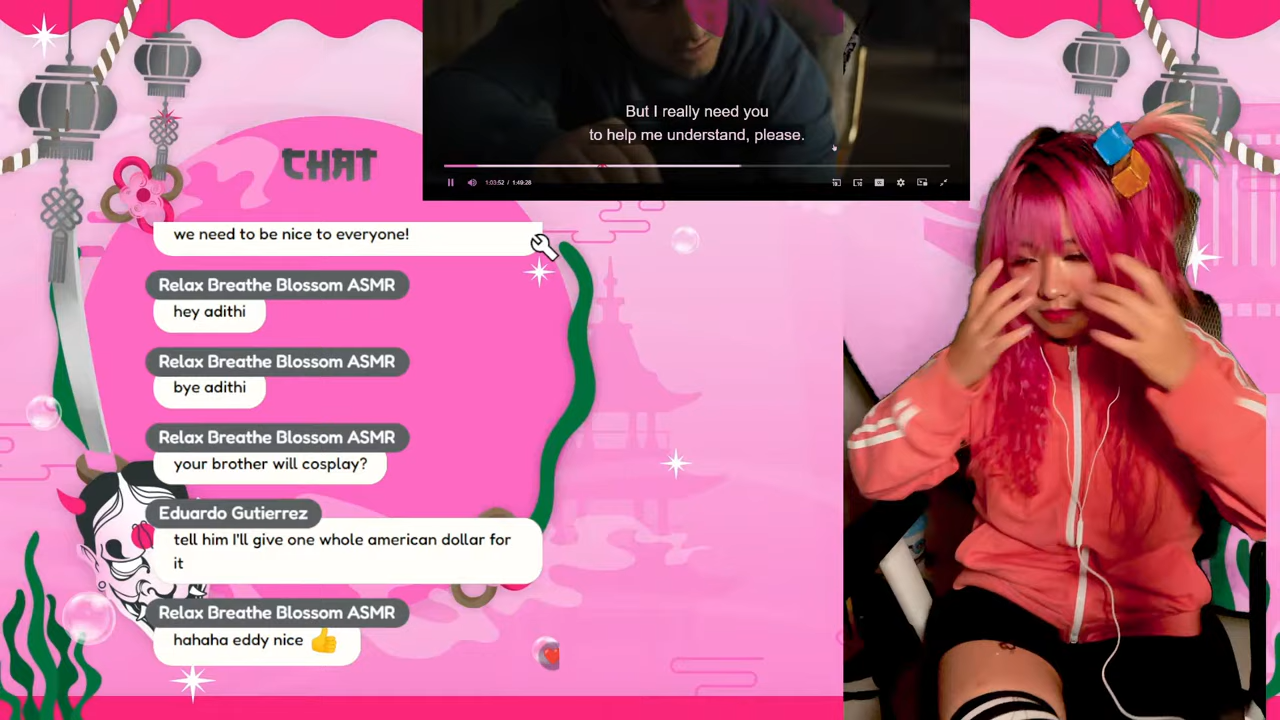 But I really need you
to help me understand, please.
1:03:52 / 1:49:28
CHAT
we need to be nice to everyone!
Relax Breathe Blossom ASMR
hey adithi
Relax Breathe Blossom ASMR
bye adithi
Relax Breathe Blossom ASMR
your brother will cosplay?
Eduardo Gutierrez
tell him I'll give one whole american dollar for
it
Relax Breathe Blossom ASMR
hahaha eddy nice 👍